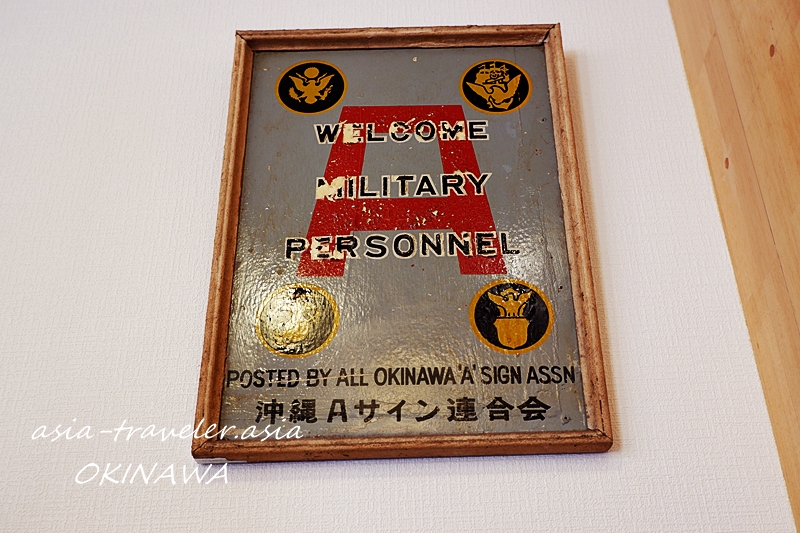 A
WELCOME
MILITARY
PERSONNEL
POSTED BY ALL OKINAWA 'A' SIGN ASSN
沖縄Aサイン連合会
asia-traveler.asia
OKINAWA